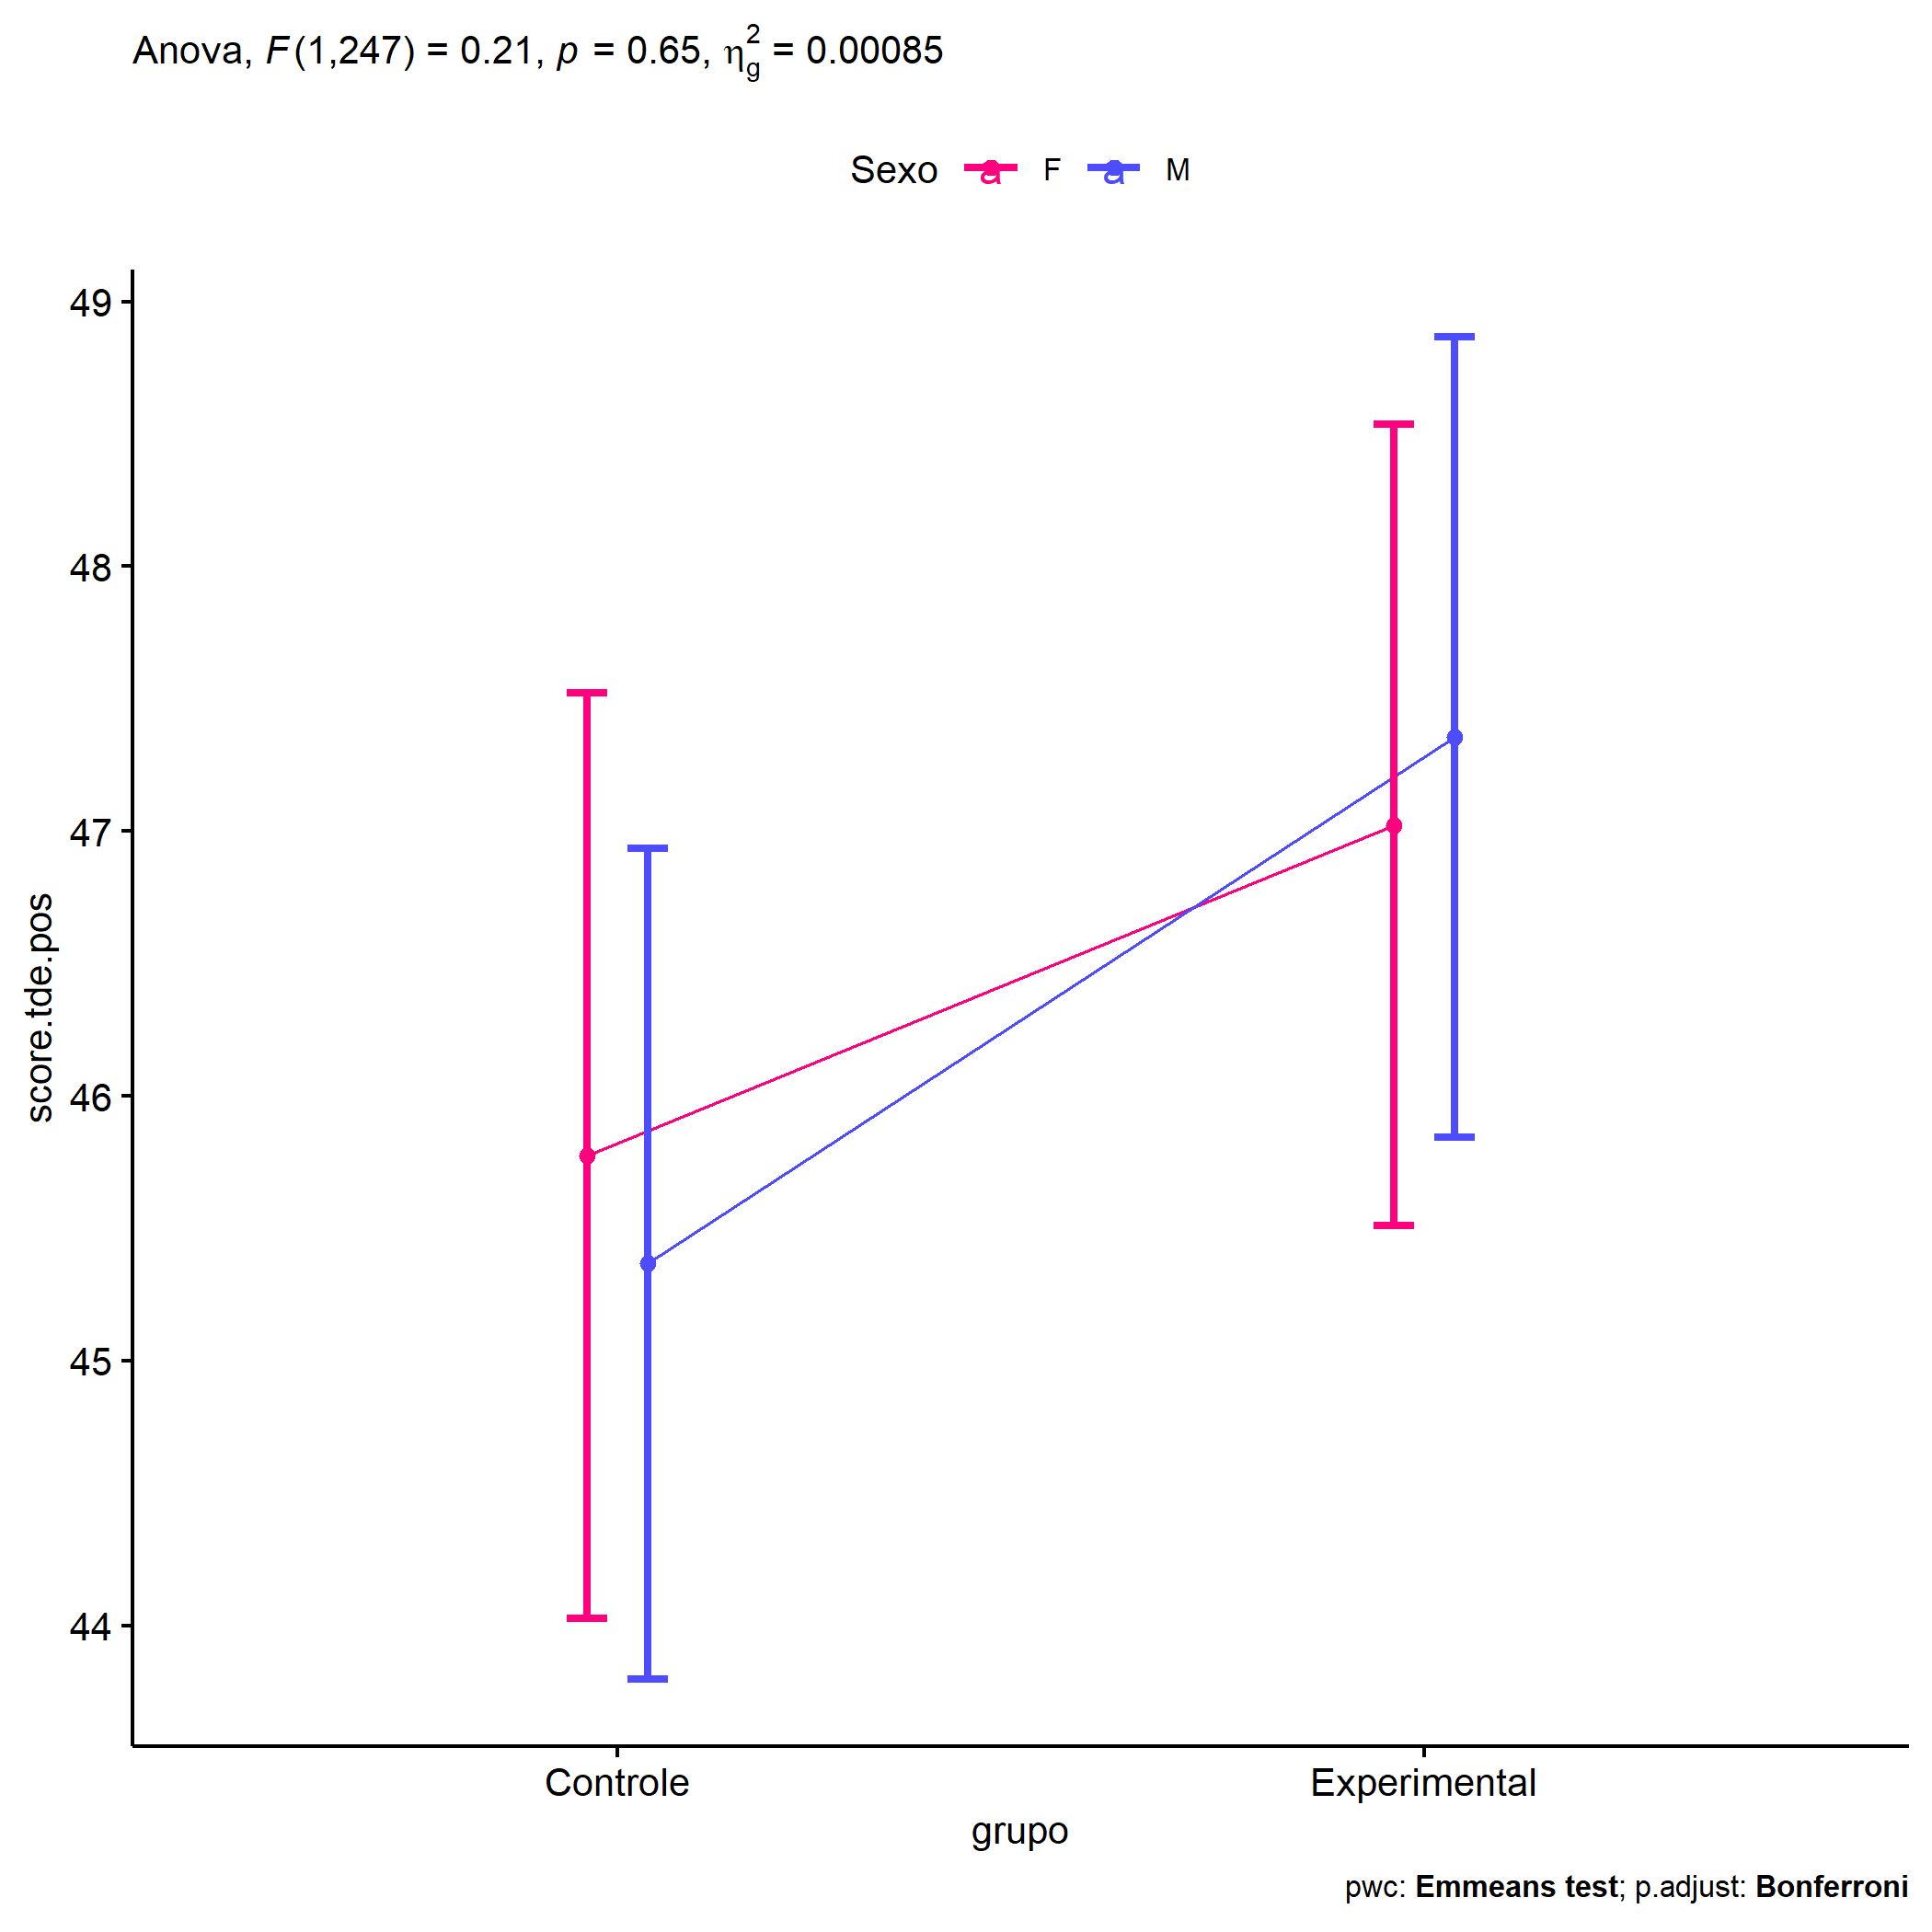 Anova, F(1,247) = 0.21, p = 0.65, η²g = 0.00085
Sexo a F a M
49
48
47
46
45
44
score.tde.pos
Controle Experimental
grupo
pwc: Emmeans test; p.adjust: Bonferroni